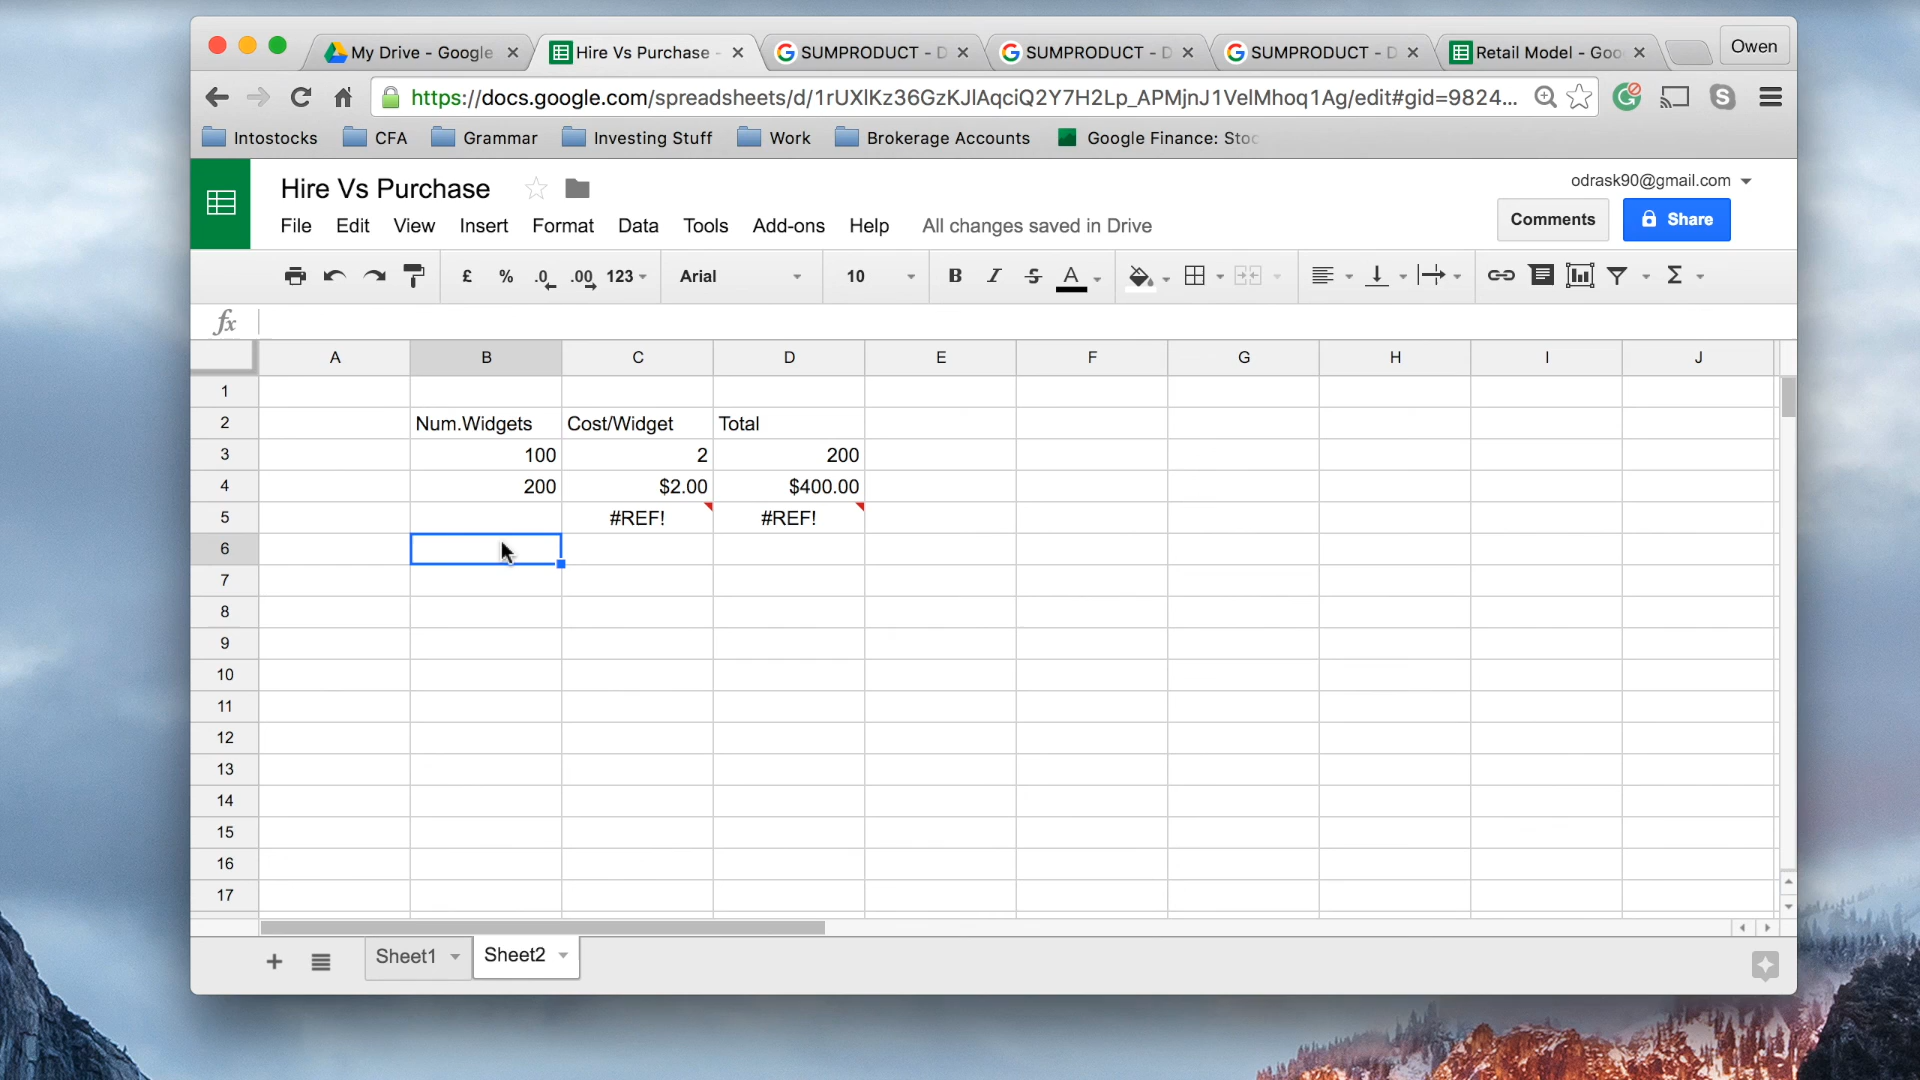 My Drive - Google
Hire Vs Purchase -
SUMPRODUCT - D
SUMPRODUCT - D
SUMPRODUCT - D
Retail Model - Goo
Owen
https://docs.google.com/spreadsheets/d/1rUXlKz36GzKJlAqciQ2Y7H2Lp_APMjnJ1VelMhoq1Ag/edit#gid=9824...
Intostocks
CFA
Grammar
Investing Stuff
Work
Brokerage Accounts
Google Finance: Stoc
Hire Vs Purchase
odrask90@gmail.com
File Edit View Insert Format Data Tools Add-ons Help All changes saved in Drive
Comments
Share
£ % .0 .00 123 Arial 10 B I S A Σ
fx
A B C D E F G H I J
1
2 Num.Widgets Cost/Widget Total
3 100 2 200
4 200 $2.00 $400.00
5 #REF! #REF!
6
7
8
9
10
11
12
13
14
15
16
17
Sheet1 Sheet2